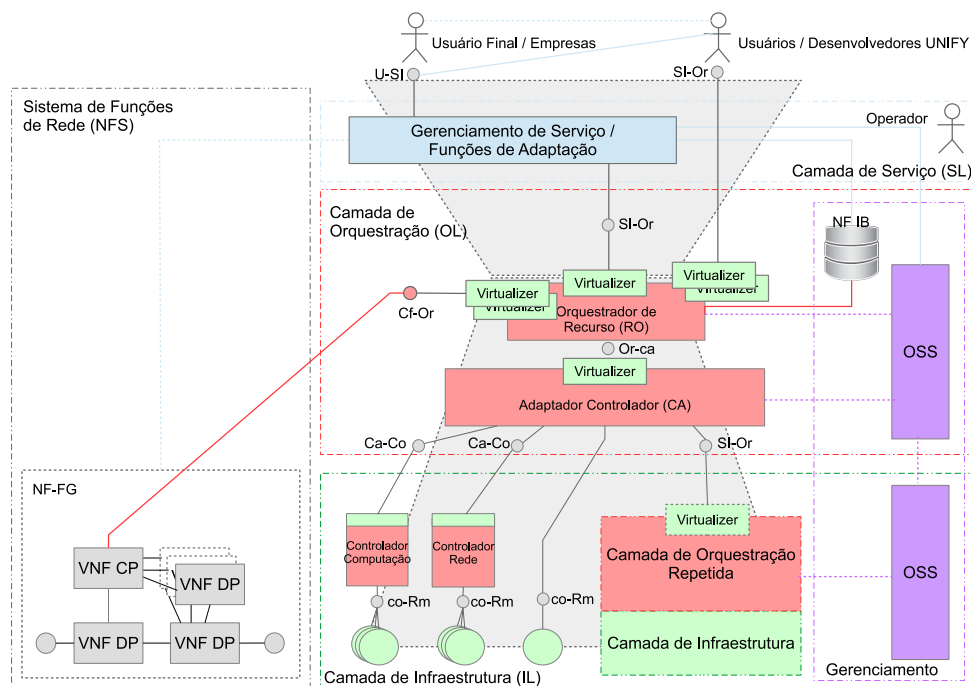 Usuário Final / Empresas
Usuários / Desenvolvedores UNIFY
U-Sl
Sl-Or
Sistema de Funções
de Rede (NFS)
Gerenciamento de Serviço /
Funções de Adaptação
Operador
Camada de Serviço (SL)
Camada de
Orquestração (OL)
Sl-Or
NF IB
Virtualizer
Virtualizer
Virtualizer
Virtualizer
Virtualizer
Cf-Or
Orquestrador de
Recurso (RO)
Or-ca
OSS
Virtualizer
Adaptador Controlador (CA)
Ca-Co
Ca-Co
Sl-Or
NF-FG
Virtualizer
Controlador
Computação
Controlador
Rede
Camada de Orquestração
Repetida
VNF CP
VNF DP
OSS
co-Rm
co-Rm
co-Rm
VNF DP
VNF DP
Camada de Infraestrutura
Camada de Infraestrutura (IL)
Gerenciamento